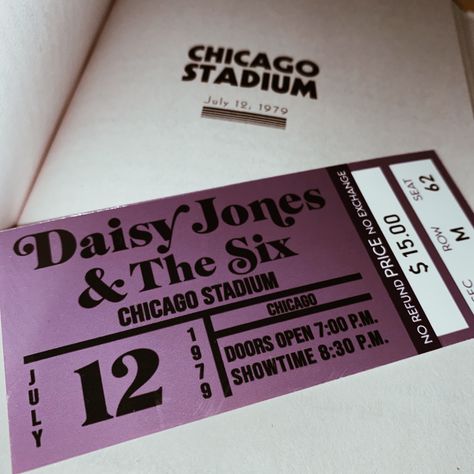 CHICAGO
STADIUM
July 12, 1979
Daisy Jones
& The Six
CHICAGO STADIUM
JULY
12
1979
CHICAGO
DOORS OPEN 7:00 P.M.
SHOWTIME 8:30 P.M.
NO REFUND PRICE NO EXCHANGE
$ 15.00
ROW SEAT
M 62